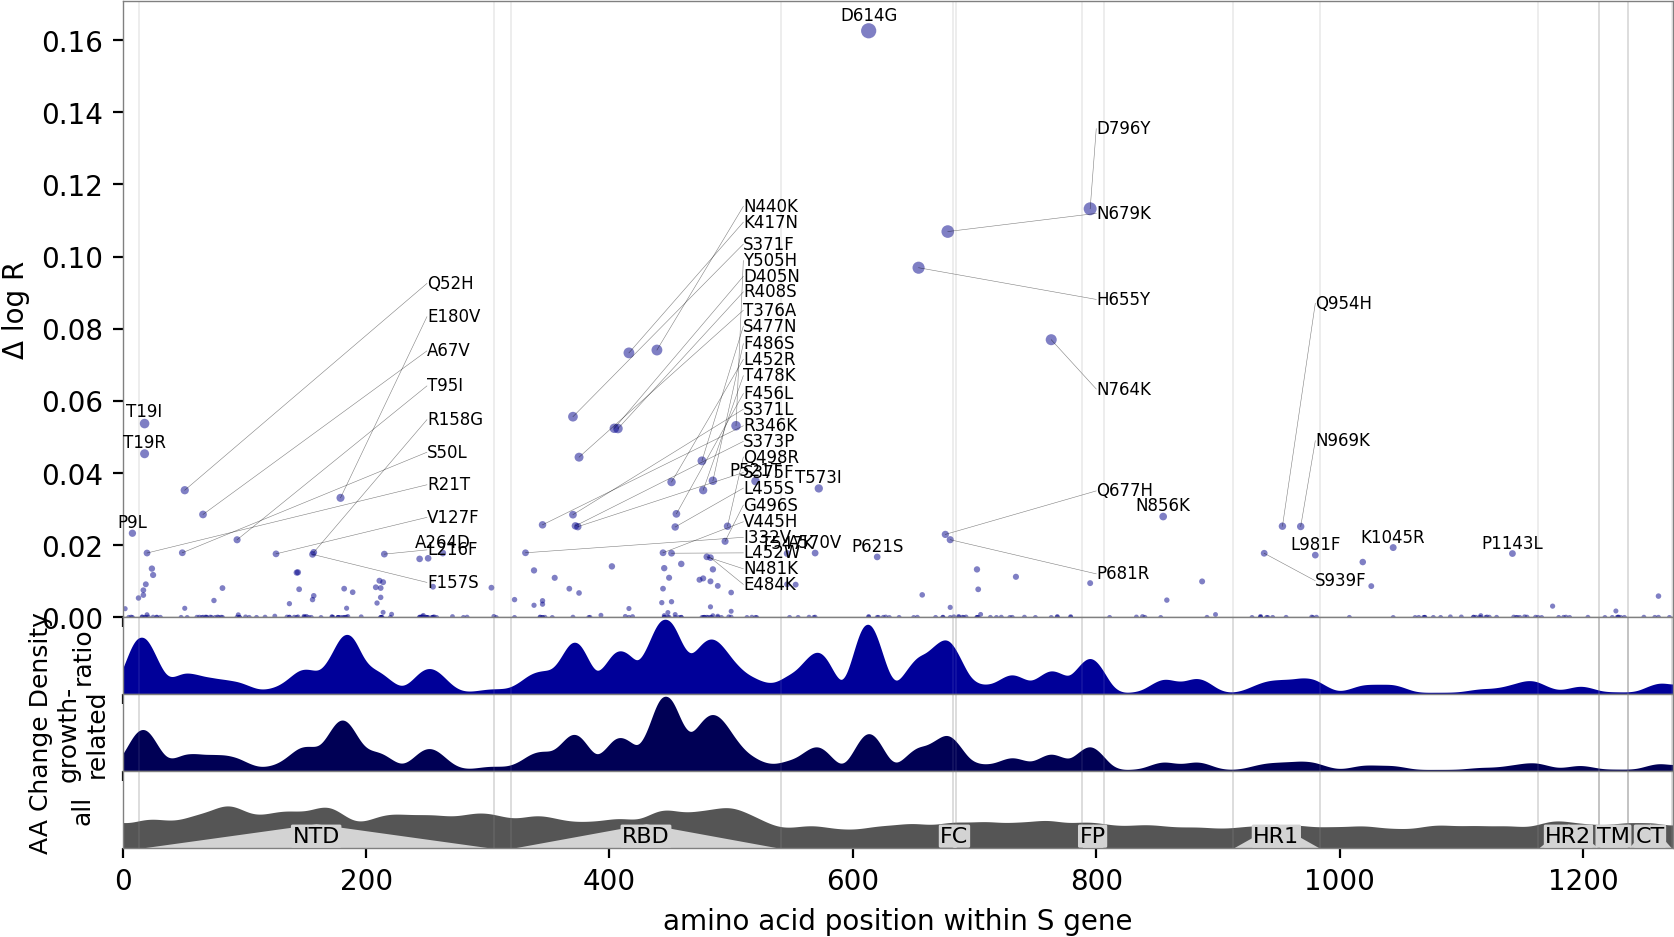 D614G
0.16
0.14
D796Y
0.12
N440K
N679K
K417N
S371F
0.10
Y505H
D405N
Q52H
R408S
H655Y
Q954H
Δ log R
T376A
E180V
S477N
0.08
F486S
A67V
L452R
T478K
T95I
N764K
F456L
0.06
T19I
S371L
R158G
R346K
T19R
S373P
N969K
S50L
Q498R
0.04
S375F
T573I
R21T
L455S
Q677H
G496S
N856K
P9L
V127F
V445H
0.02
A264D
I332V
A570V
P621S
L981F
K1045R
P1143L
L216F
L452W
N481K
P681R
F157S
E484K
S939F
0.00
AA Change Density
ratio
growth-
related
all
NTD
RBD
FC
FP
HR1
HR2
TM
CT
0
200
400
600
800
1000
1200
amino acid position within S gene